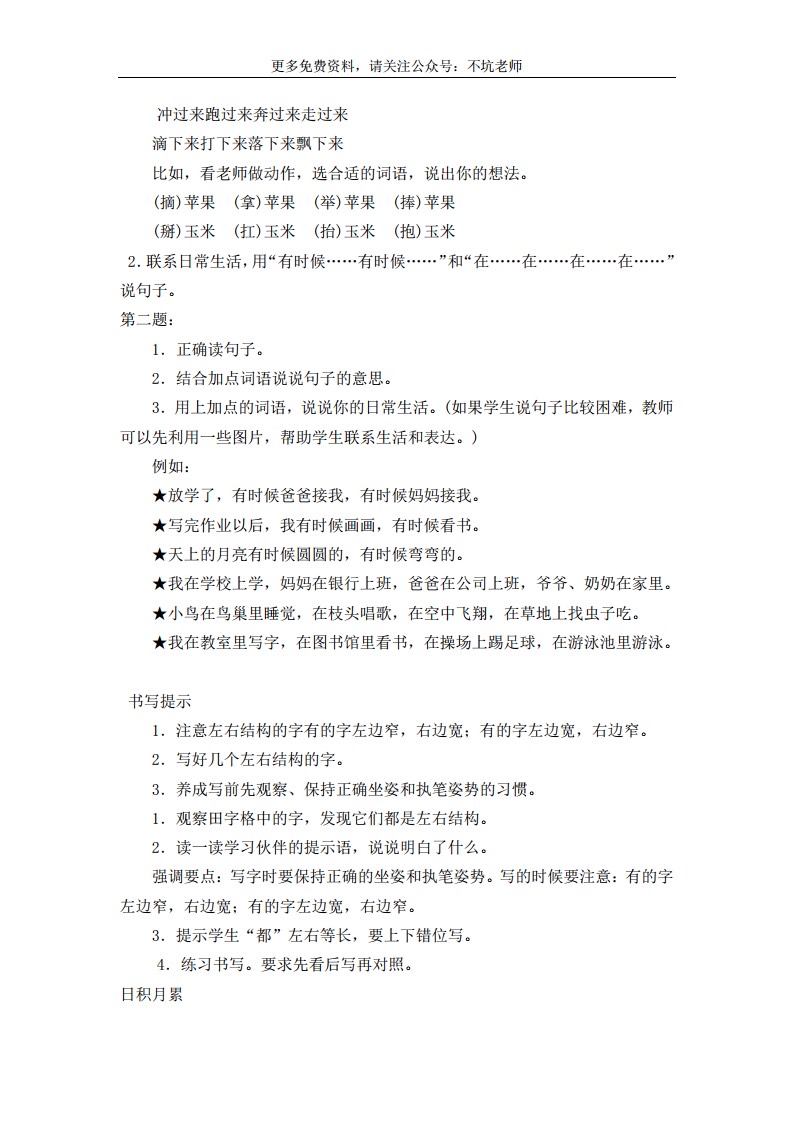 更多免费资料，请关注公众号：不坑老师
冲过来跑过来奔过来走过来
滴下来打下来落下来飘下来
比如，看老师做动作，选合适的词语，说出你的想法。
(摘)苹果 (拿)苹果 (举)苹果 (捧)苹果
(掰)玉米 (扛)玉米 (抬)玉米 (抱)玉米
2.联系日常生活,用“有时候……有时候……”和“在……在……在……在……”
说句子。
第二题：
1．正确读句子。
2．结合加点词语说说句子的意思。
3．用上加点的词语，说说你的日常生活。(如果学生说句子比较困难，教师
可以先利用一些图片，帮助学生联系生活和表达。)
例如：
★放学了，有时候爸爸接我，有时候妈妈接我。
★写完作业以后，我有时候画画，有时候看书。
★天上的月亮有时候圆圆的，有时候弯弯的。
★我在学校上学，妈妈在银行上班，爸爸在公司上班，爷爷、奶奶在家里。
★小鸟在鸟巢里睡觉，在枝头唱歌，在空中飞翔，在草地上找虫子吃。
★我在教室里写字，在图书馆里看书，在操场上踢足球，在游泳池里游泳。
书写提示
1．注意左右结构的字有的字左边窄，右边宽；有的字左边宽，右边窄。
2．写好几个左右结构的字。
3．养成写前先观察、保持正确坐姿和执笔姿势的习惯。
1．观察田字格中的字，发现它们都是左右结构。
2．读一读学习伙伴的提示语，说说明白了什么。
强调要点：写字时要保持正确的坐姿和执笔姿势。写的时候要注意：有的字
左边窄，右边宽；有的字左边宽，右边窄。
3．提示学生“都”左右等长，要上下错位写。
4．练习书写。要求先看后写再对照。
日积月累